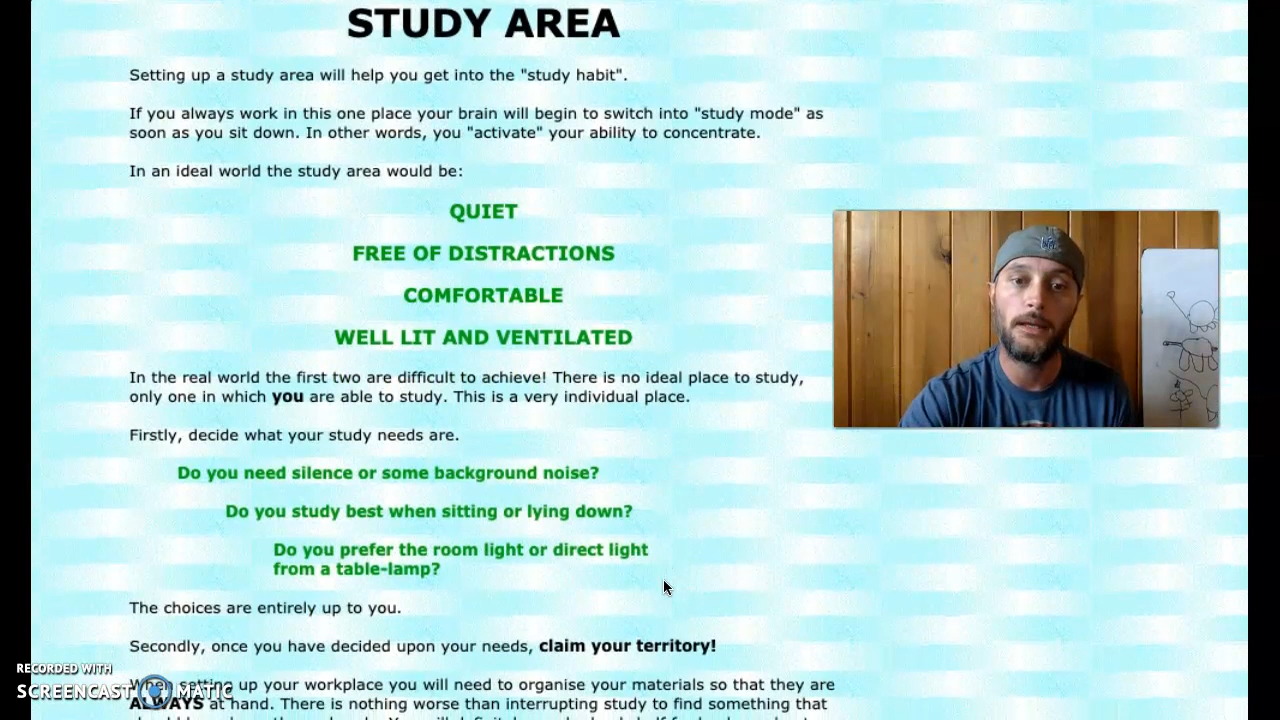 STUDY AREA
Setting up a study area will help you get into the "study habit".
If you always work in this one place your brain will begin to switch into "study mode" as
soon as you sit down. In other words, you "activate" your ability to concentrate.
In an ideal world the study area would be:
QUIET
FREE OF DISTRACTIONS
COMFORTABLE
WELL LIT AND VENTILATED
In the real world the first two are difficult to achieve! There is no ideal place to study,
only one in which you are able to study. This is a very individual place.
Firstly, decide what your study needs are.
Do you need silence or some background noise?
Do you study best when sitting or lying down?
Do you prefer the room light or direct light
from a table-lamp?
The choices are entirely up to you.
Secondly, once you have decided upon your needs, claim your territory!
When setting up your workplace you will need to organise your materials so that they are
ALWAYS at hand. There is nothing worse than interrupting study to find something that
RECORDED WITH
SCREENCAST MATIC